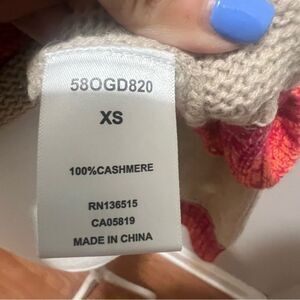 58OGD820
XS
100%CASHMERE
RN136515
CA05819
MADE IN CHINA